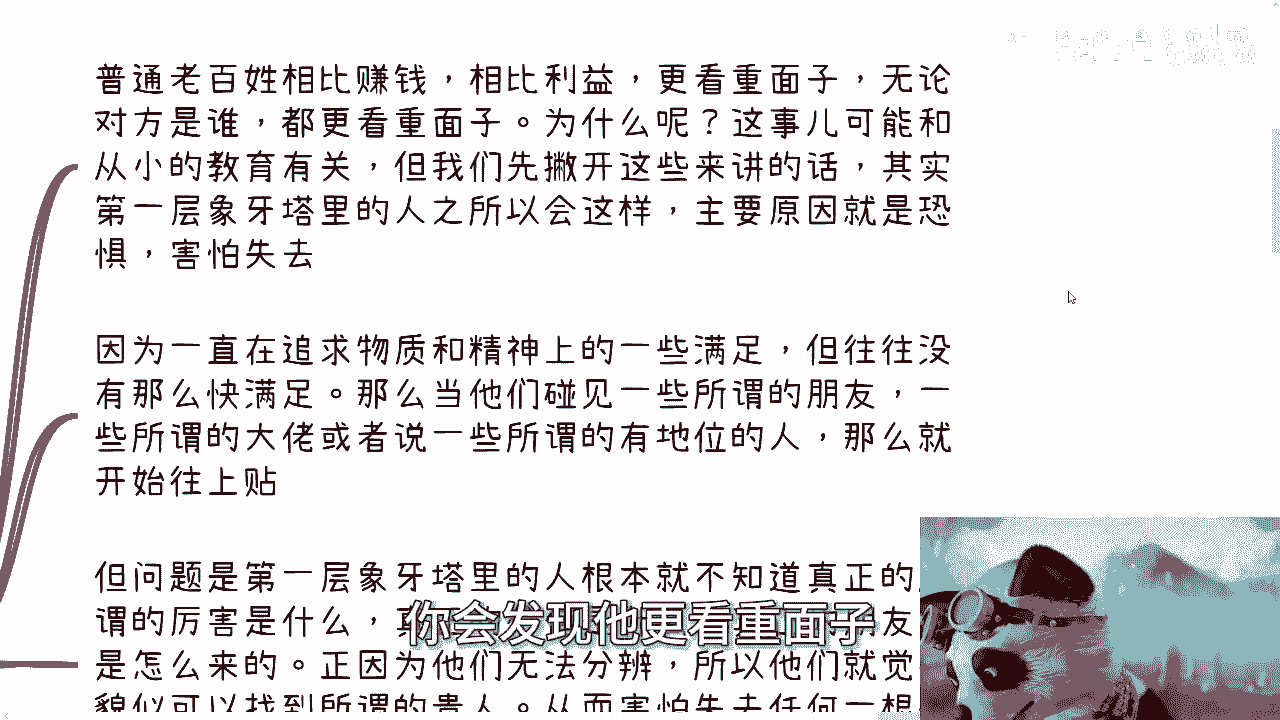 普通老百姓相比赚钱，相比利益，更看重面子，无论
对方是谁，都更看重面子。为什么呢？这事儿可能和
从小的教育有关，但我们先撇开这些来讲的话，其实
第一层象牙塔里的人之所以会这样，主要原因就是恐
惧，害怕失去
因为一直在追求物质和精神上的一些满足，但往往没
有那么快满足。那么当他们碰见一些所谓的朋友，一
些所谓的大佬或者说一些所谓的有地位的人，那么就
开始往上贴
但问题是第一层象牙塔里的人根本就不知道真正的
谓的厉害是什么，
友
你会发现他更看重面子
是怎么来的。正因为他们无法分辨，所以他们就觉
貌似可以找到所谓的贵人。从而害怕失去任何一根